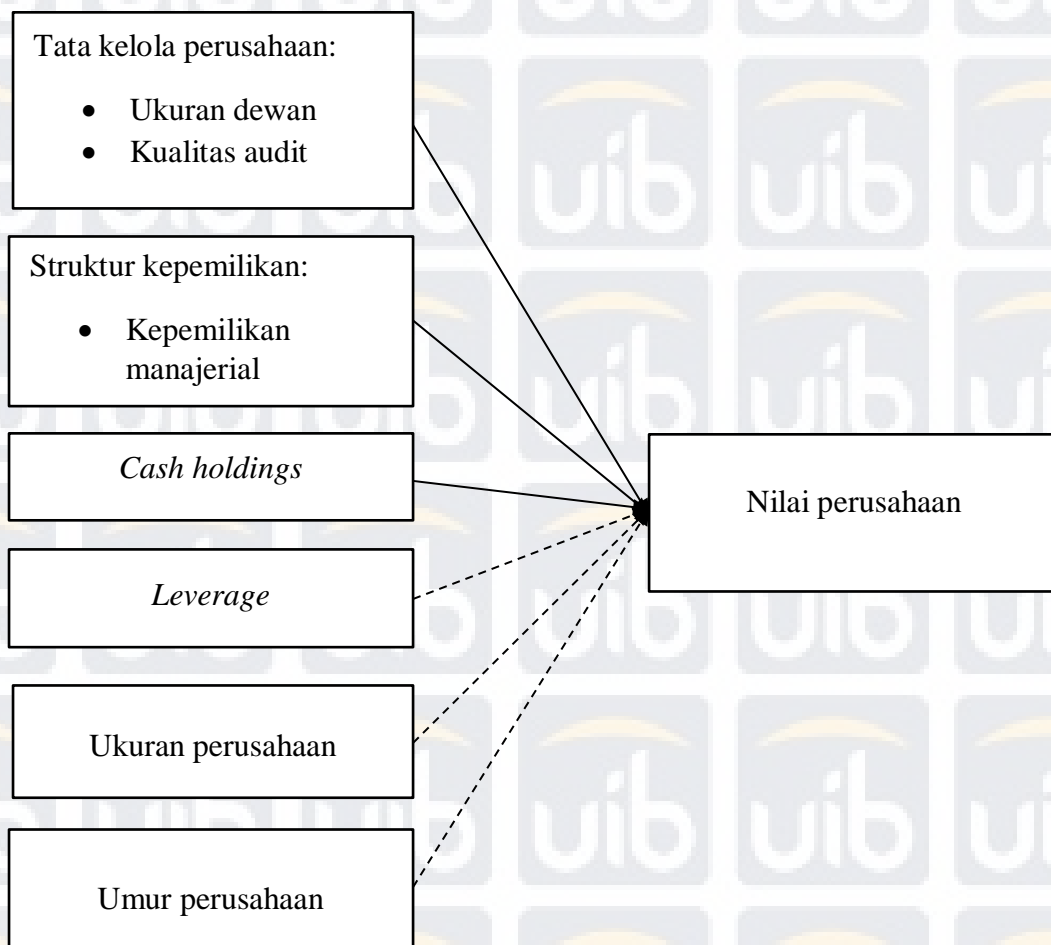 Tata kelola perusahaan:
• Ukuran dewan
• Kualitas audit
Struktur kepemilikan:
• Kepemilikan
manajerial
Cash holdings
Nilai perusahaan
Leverage
Ukuran perusahaan
Umur perusahaan
uib